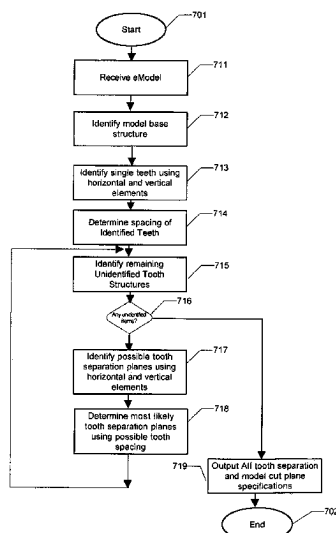 Start
701
Receive eModel
711
Identify model base
structure
712
Identify single teeth using
horizontal and vertical
elements
713
Determine spacing of
Identified Teeth
714
Identify remaining
Unidentified Tooth
Structures
715
Any unidentified
items?
716
Identify possible tooth
separation planes using
horizontal and vertical
elements
717
Determine most likely
tooth separation planes
using possible tooth
spacing
718
Output All tooth separation
and model cut plane
specifications
719
End
702